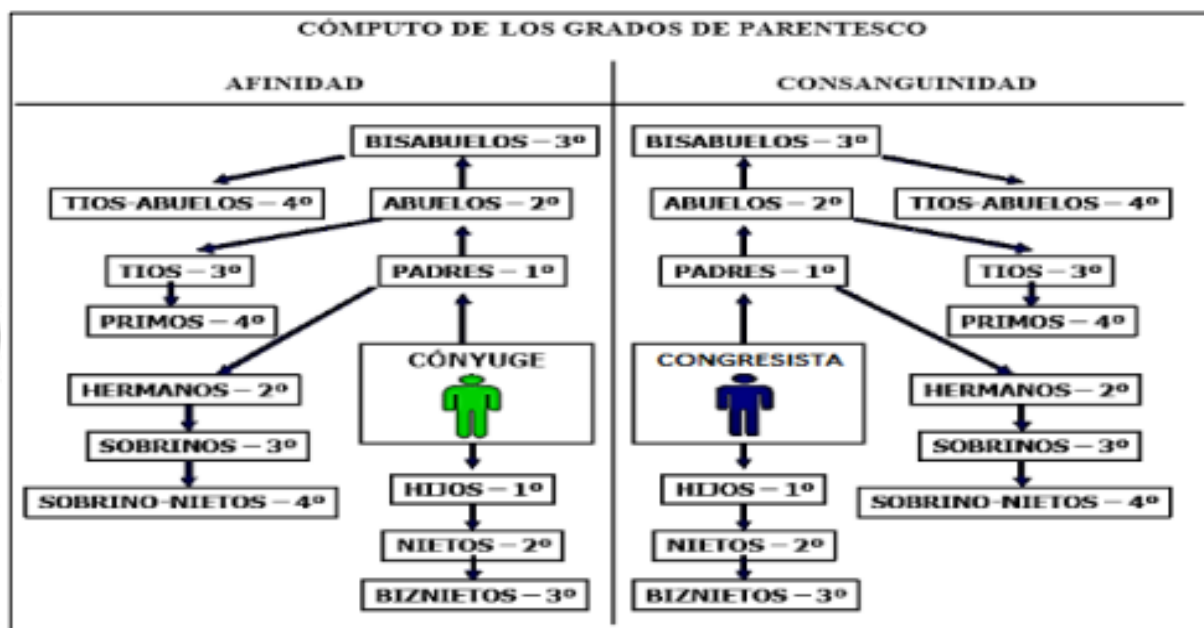 CÓMPUTO DE LOS GRADOS DE PARENTESCO
AFINIDAD
BISABUELOS – 3º
TIOS-ABUELOS – 4º
ABUELOS – 2º
TIOS – 3º
PADRES – 1º
PRIMOS – 4º
CÓNYUGE
HERMANOS – 2º
SOBRINOS – 3º
HIJOS – 1º
SOBRINO-NIETOS – 4º
NIETOS – 2º
BIZNIETOS – 3º
CONSANGUINIDAD
BISABUELOS – 3º
ABUELOS – 2º
TIOS-ABUELOS – 4º
PADRES – 1º
TIOS – 3º
PRIMOS – 4º
CONGRESISTA
HERMANOS – 2º
SOBRINOS – 3º
HIJOS – 1º
SOBRINO-NIETOS – 4º
NIETOS – 2º
BIZNIETOS – 3º